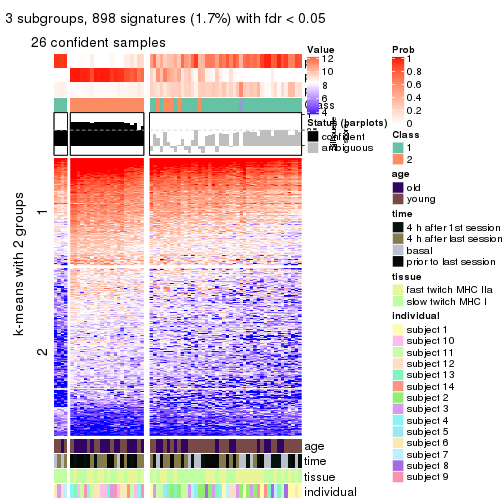 3 subgroups, 898 signatures (1.7%) with fdr < 0.05
26 confident samples
k-means with 2 groups
1
2
p
p
p
Class
age
time
tissue
individual
Value
12
10
8
6
4
Status (barplots)
confident
ambiguous
Prob
1
0.8
0.6
0.4
0.2
0
Class
1
2
age
old
young
time
4 h after 1st session
4 h after last session
basal
prior to last session
tissue
fast twitch MHC IIa
slow twitch MHC I
individual
subject 1
subject 10
subject 11
subject 12
subject 13
subject 14
subject 2
subject 3
subject 4
subject 5
subject 6
subject 7
subject 8
subject 9